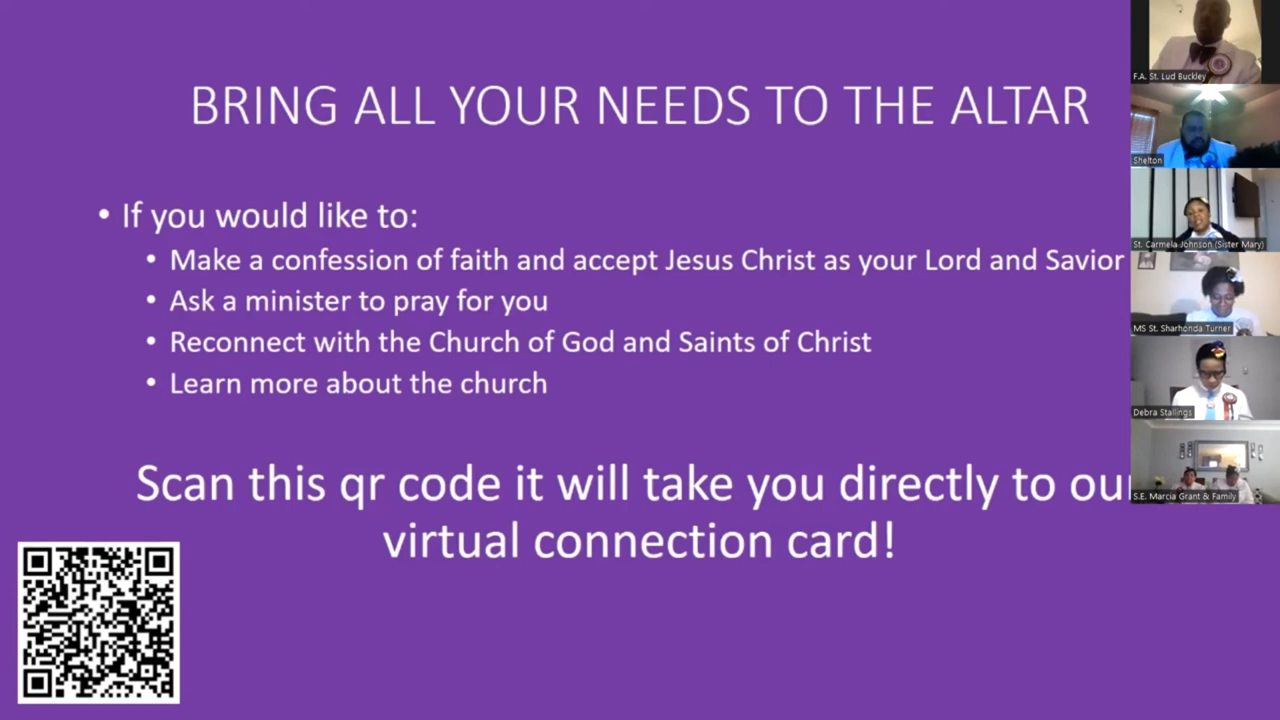 BRING ALL YOUR NEEDS TO THE ALTAR
• If you would like to:
• Make a confession of faith and accept Jesus Christ as your Lord and Savior
• Ask a minister to pray for you
• Reconnect with the Church of God and Saints of Christ
• Learn more about the church
Scan this qr code it will take you directly to our
virtual connection card!
F.A. St. Lud Buckley
Shelton
St. Carmela Johnson (Sister Mary)
MS St. Sharhonda Turner
Debra Stallings
S.E. Marcia Grant & Family